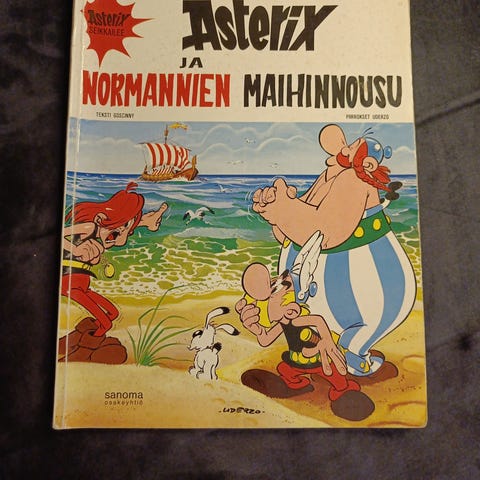 Asterix
SEIKKAILEE
Asterix
JA
NORMANNIEN MAIHINNOUSU
TEKSTI GOSCINNY
PIIRROKSET UDERZO
sanoma
osakeyhtiö
·UDERZO·